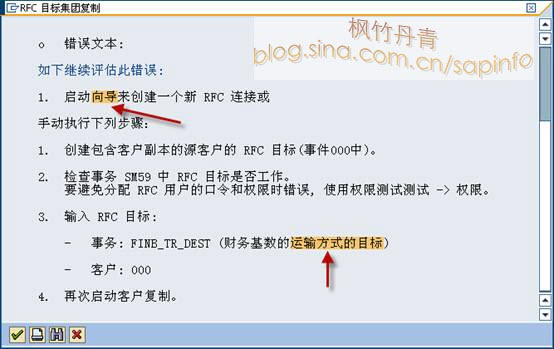 RFC 目标集团复制
枫竹丹青
blog.sina.com.cn/sapinfo
o 错误文本:
如下继续评估此错误:
1. 启动向导来创建一个新 RFC 连接或
手动执行下列步骤:
1. 创建包含客户副本的源客户的 RFC 目标(事件000中)。
2. 检查事务 SM59 中 RFC 目标是否工作。
要避免分配 RFC 用户的口令和权限时错误, 使用权限测试测试 -> 权限。
3. 输入 RFC 目标:
- 事务: FINB_TR_DEST (财务基数的运输方式的目标)
- 客户: 000
4. 再次启动客户复制。